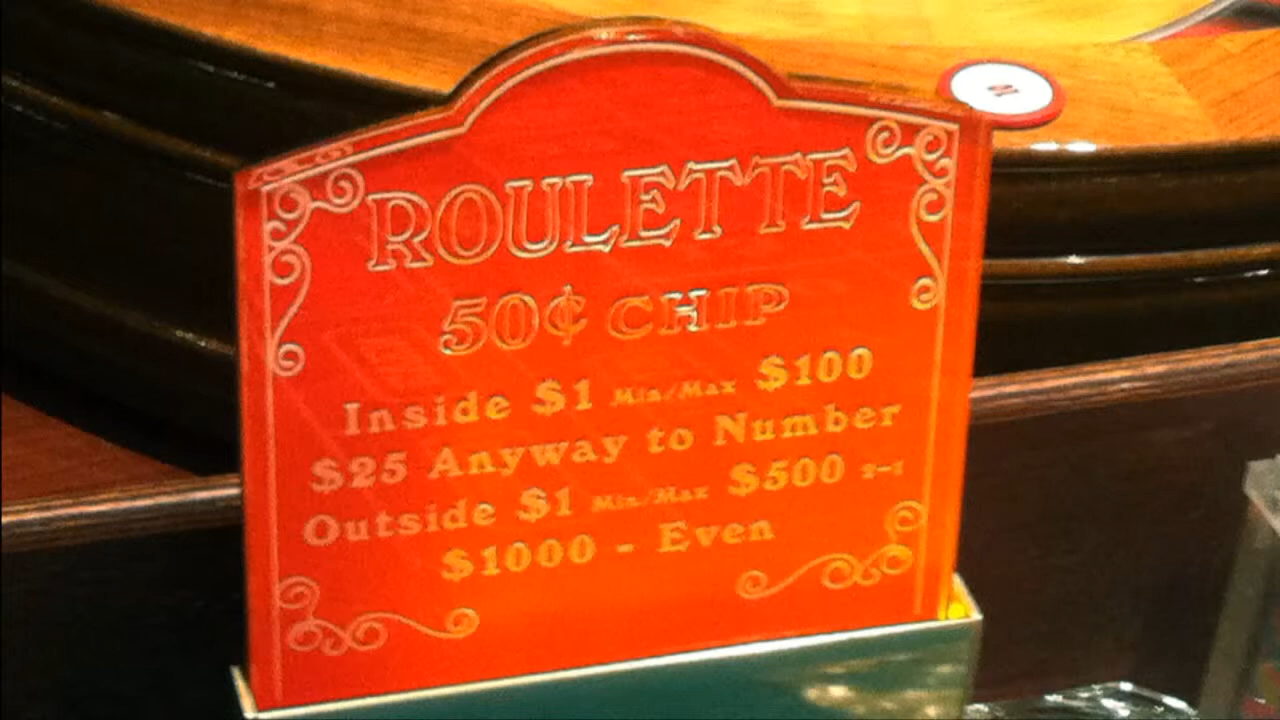 ROULETTE
50¢ CHIP
Inside $1 Min/Max $100
$25 Anyway to Number
Outside $1 Min/Max $500 2-1
$1000 - Even